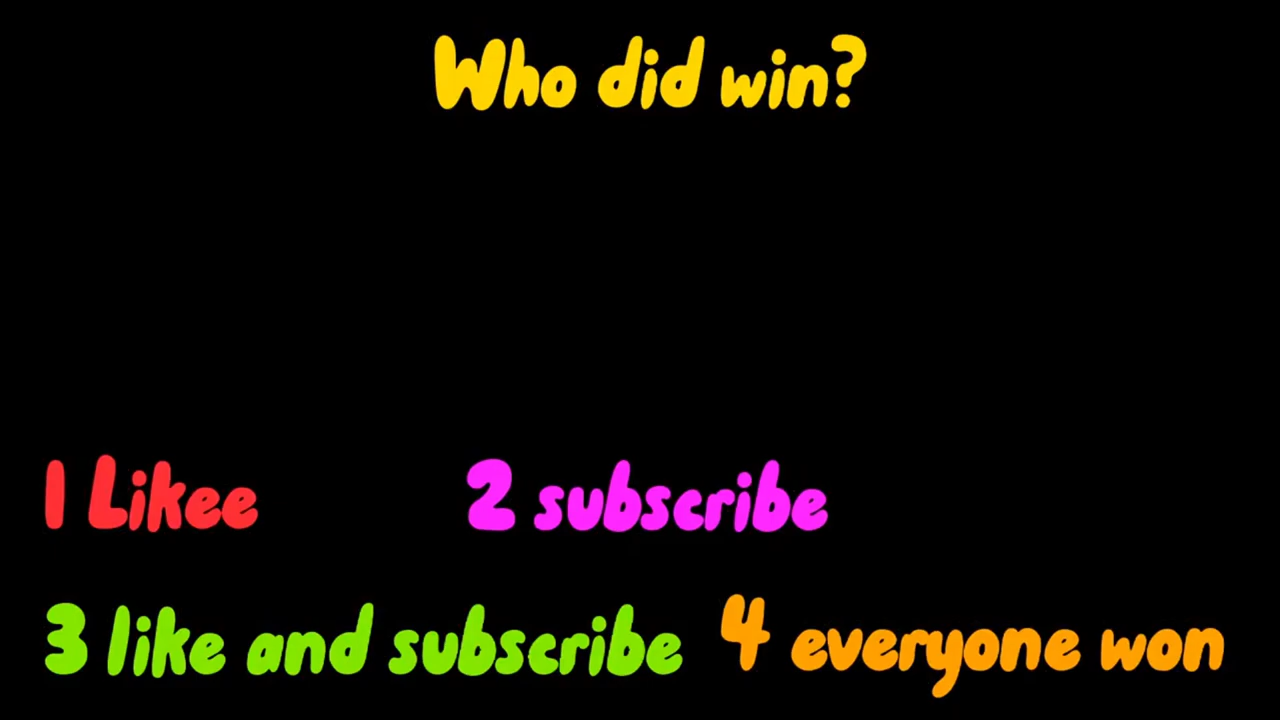 Who did win?
1 Likee
2 subscribe
3 like and subscribe
4 everyone won